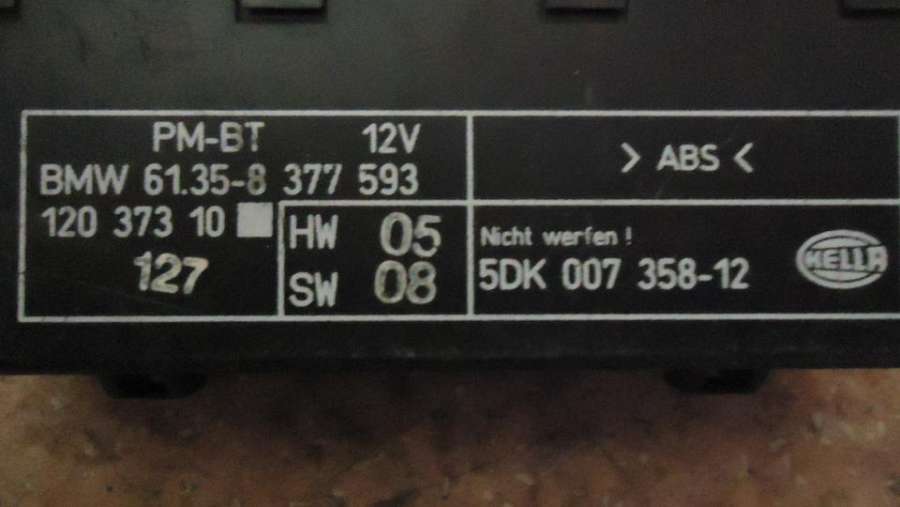 PM-BT 12V
BMW 61.35-8 377 593
120 373 10
127
HW 05
SW 08
> ABS <
Nicht werfen!
5DK 007 358-12
HELLA